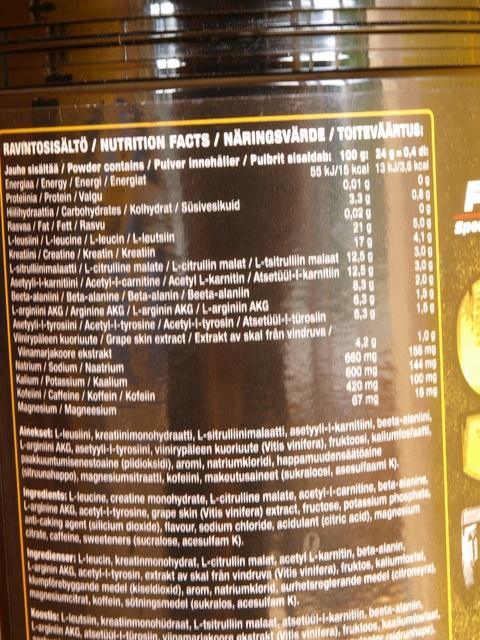 RAVINTOSISÄLTÖ / NUTRITION FACTS / NÄRINGSVÄRDE / TOITEVÄÄRTUS:
Jauhe sisältää / Powder contains / Pulver innehåller / Pulbrit sisaldab: 100 g: 24 g=0,4 dl:
Energiaa / Energy / Energi / Energiat 55 kJ/15 kcal 13 kJ/3,6 kcal
Proteiinia / Protein / Valgu 0,01 g 0 g
Hiilihydraattia / Carbohydrates / Kolhydrat / Süsivesikuid 3,3 g 0,8 g
Rasvaa / Fat / Fett / Rasvu 0,02 g 0 g
L-leusiini / L-leucine / L-leucin / L-leutsiin 21 g 5,0 g
Kreatiini / Creatine / Kreatin / Kreatiin 17 g 4,1 g
L-sitrulliinimalaatti / L-citrulline malate / L-citrullin malat / L-tsitrulliin malaat 12,5 g 3,0 g
Asetyyli-l-karnitiini / Acetyl-l-carnitine / Acetyl L-karnitin / Atsetüül-l-karnitiin 12,5 g 3,0 g
Beeta-alaniini / Beta-alanine / Beta-alanin / Beeta-alaniin 8,3 g 2,0 g
L-arginiini AKG / Arginine AKG / L-arginin AKG / L-arginiin AKG 6,3 g 1,5 g
Asetyyli-l-tyrosiini / Acetyl-l-tyrosine / Acetyl-l-tyrosin / Atsetüül-l-türosiin 6,3 g 1,5 g
Viinirypäleen kuoriuute / Grape skin extract / Extrakt av skal från vindruva /
Viinamarjakoore ekstrakt 4,2 g 1,0 g
Natrium / Sodium / Naatrium 660 mg 158 mg
Kalium / Potassium / Kaalium 600 mg 144 mg
Kofeiini / Caffeine / Koffein / Kofeiin 420 mg 100 mg
Magnesium / Magneesium 67 mg 16 mg
Ainekset: L-leusiini, kreatiinimonohydraatti, L-sitrulliinimalaatti, asetyyli-l-karnitiini, beeta-alaniini,
L-arginiini AKG, asetyyli-l-tyrosiini, viinirypäleen kuoriuute (Vitis vinifera), fruktoosi, kaliumfosfaatti,
paakkuuntumisenestoaine (piidioksidi), aromi, natriumkloridi, happamuudensäätöaine
(sitruunahappo), magnesiumsitraatti, kofeiini, makeutusaineet (sukraloosi, asesulfaami K).
Ingredients: L-leucine, creatine monohydrate, L-citrulline malate, acetyl-l-carnitine, beta-alanine,
L-arginine AKG, acetyl-l-tyrosine, grape skin (Vitis vinifera) extract, fructose, potassium phosphate,
anti-caking agent (silicium dioxide), flavour, sodium chloride, acidulant (citric acid), magnesium
citrate, caffeine, sweeteners (sucralose, acesulfam K).
Ingredienser: L-leucin, kreatinmonohydrat, L-citrullin malat, acetyl L-karnitin, beta-alanin,
L-arginin AKG, acetyl-l-tyrosin, extrakt av skal från vindruva (Vitis vinifera), fruktos, kaliumfosfat,
klumpförebyggande medel (kiseldioxid), arom, natriumklorid, surhetsreglerande medel (citronsyra),
magnesiumcitrat, koffein, sötningsmedel (sukralos, acesulfam K).
Koostis: L-leutsiin, kreatiinmonohüdraat, L-tsitrulliin malaat, atsetüül-l-karnitiin, beeta-alaniin,
L-arginiin AKG, atsetüül-l-türosiin, viinamarjakoore ekstrakt (Vitis vinifera), fruktoos, kaaliumfosfaat,